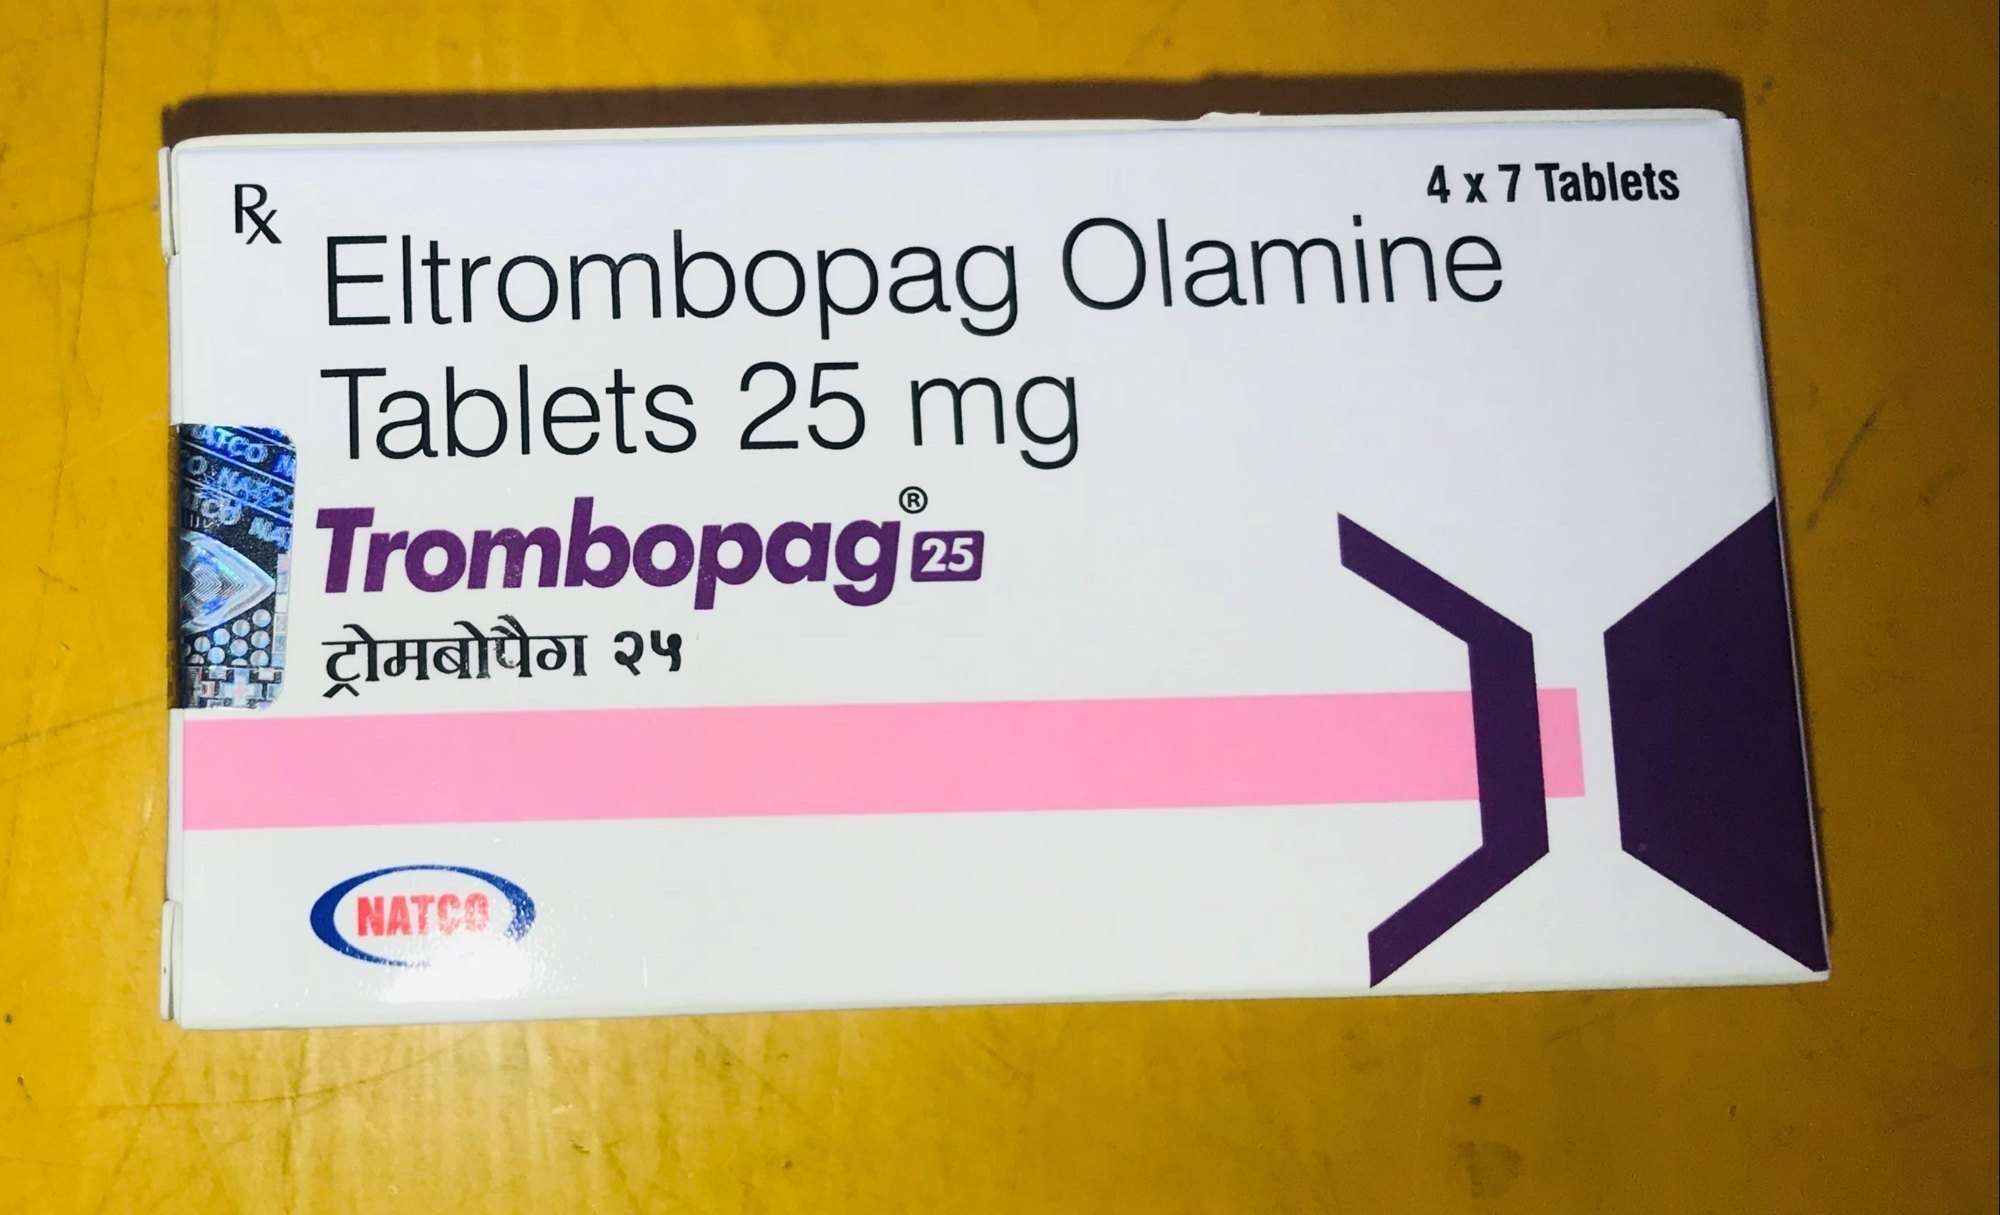 Rx
4 x 7 Tablets
Eltrombopag Olamine
Tablets 25 mg
Trombopag® 25
ट्रोमबोपैग २५
NATCO